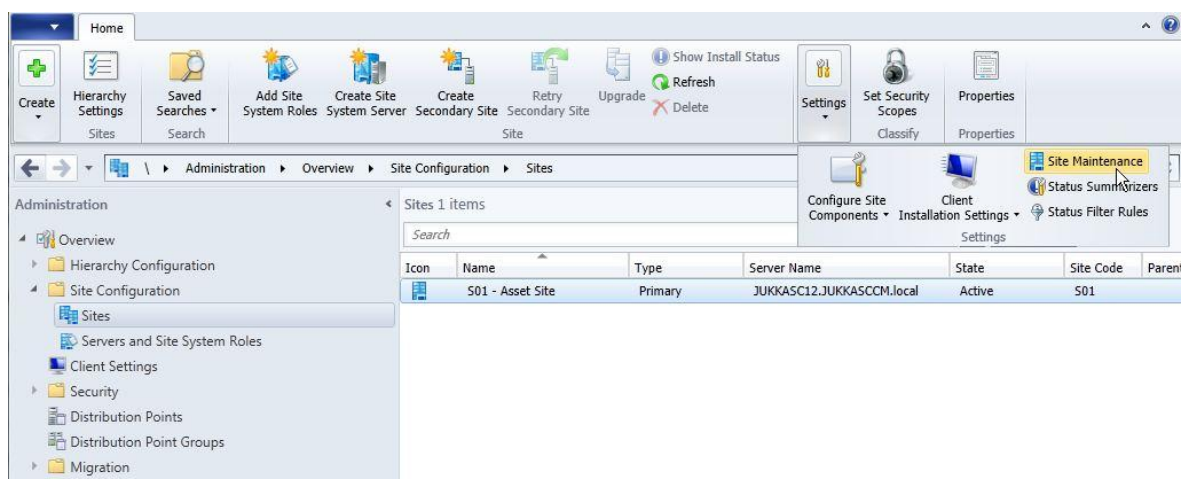 Home
Create
Hierarchy Settings
Sites
Saved Searches
Search
Add Site System Roles
Create Site System Server
Create Secondary Site
Retry Secondary Site
Upgrade
Show Install Status
Refresh
Delete
Site
Settings
Set Security Scopes
Classify
Properties
Properties
\ Administration Overview Site Configuration Sites
Configure Site Components
Client Installation Settings
Site Maintenance
Status Summarizers
Status Filter Rules
Settings
Administration
Overview
Hierarchy Configuration
Site Configuration
Sites
Servers and Site System Roles
Client Settings
Security
Distribution Points
Distribution Point Groups
Migration
Sites 1 items
Search
Icon Name Type Server Name State Site Code Parent
S01 - Asset Site Primary JUKKASC12.JUKKASCCM.local Active S01